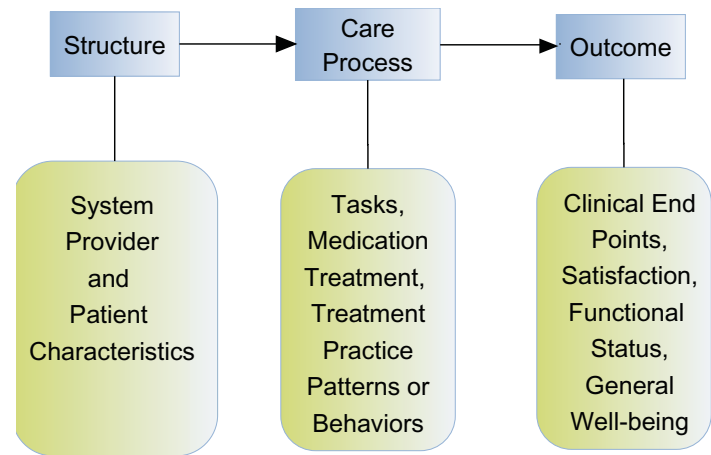 Structure
Care
Process
Outcome
System
Provider
and
Patient
Characteristics
Tasks,
Medication
Treatment,
Treatment
Practice
Patterns or
Behaviors
Clinical End
Points,
Satisfaction,
Functional
Status,
General
Well-being